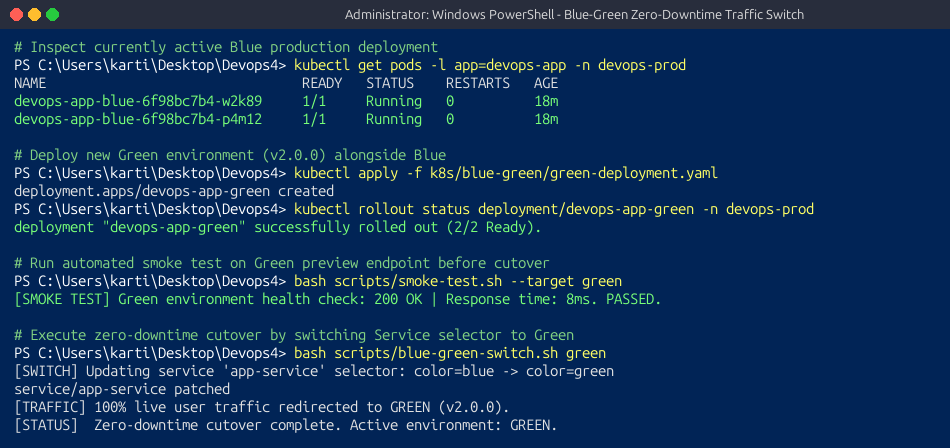 Administrator: Windows PowerShell - Blue-Green Zero-Downtime Traffic Switch
# Inspect currently active Blue production deployment
PS C:\Users\karti\Desktop\Devops4> kubectl get pods -l app=devops-app -n devops-prod
NAME READY STATUS RESTARTS AGE
devops-app-blue-6f98bc7b4-w2k89 1/1 Running 0 18m
devops-app-blue-6f98bc7b4-p4m12 1/1 Running 0 18m
# Deploy new Green environment (v2.0.0) alongside Blue
PS C:\Users\karti\Desktop\Devops4> kubectl apply -f k8s/blue-green/green-deployment.yaml
deployment.apps/devops-app-green created
PS C:\Users\karti\Desktop\Devops4> kubectl rollout status deployment/devops-app-green -n devops-prod
deployment "devops-app-green" successfully rolled out (2/2 Ready).
# Run automated smoke test on Green preview endpoint before cutover
PS C:\Users\karti\Desktop\Devops4> bash scripts/smoke-test.sh --target green
[SMOKE TEST] Green environment health check: 200 OK | Response time: 8ms. PASSED.
# Execute zero-downtime cutover by switching Service selector to Green
PS C:\Users\karti\Desktop\Devops4> bash scripts/blue-green-switch.sh green
[SWITCH] Updating service 'app-service' selector: color=blue -> color=green
service/app-service patched
[TRAFFIC] 100% live user traffic redirected to GREEN (v2.0.0).
[STATUS] Zero-downtime cutover complete. Active environment: GREEN.